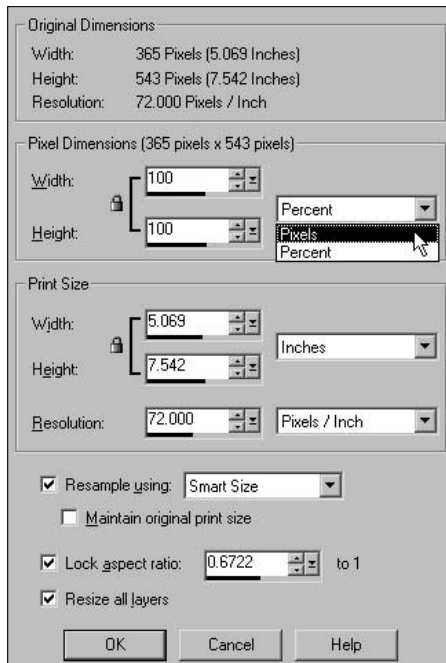 Original Dimensions
Width: 365 Pixels (5.069 Inches)
Height: 543 Pixels (7.542 Inches)
Resolution: 72.000 Pixels / Inch
Pixel Dimensions (365 pixels x 543 pixels)
Width: 100
Percent
Height: 100
Pixels
Percent
Print Size
Width: 5.069
Inches
Height: 7.542
Resolution: 72.000 Pixels / Inch
Resample using: Smart Size
Maintain original print size
Lock aspect ratio: 0.6722 to 1
Resize all layers
OK Cancel Help